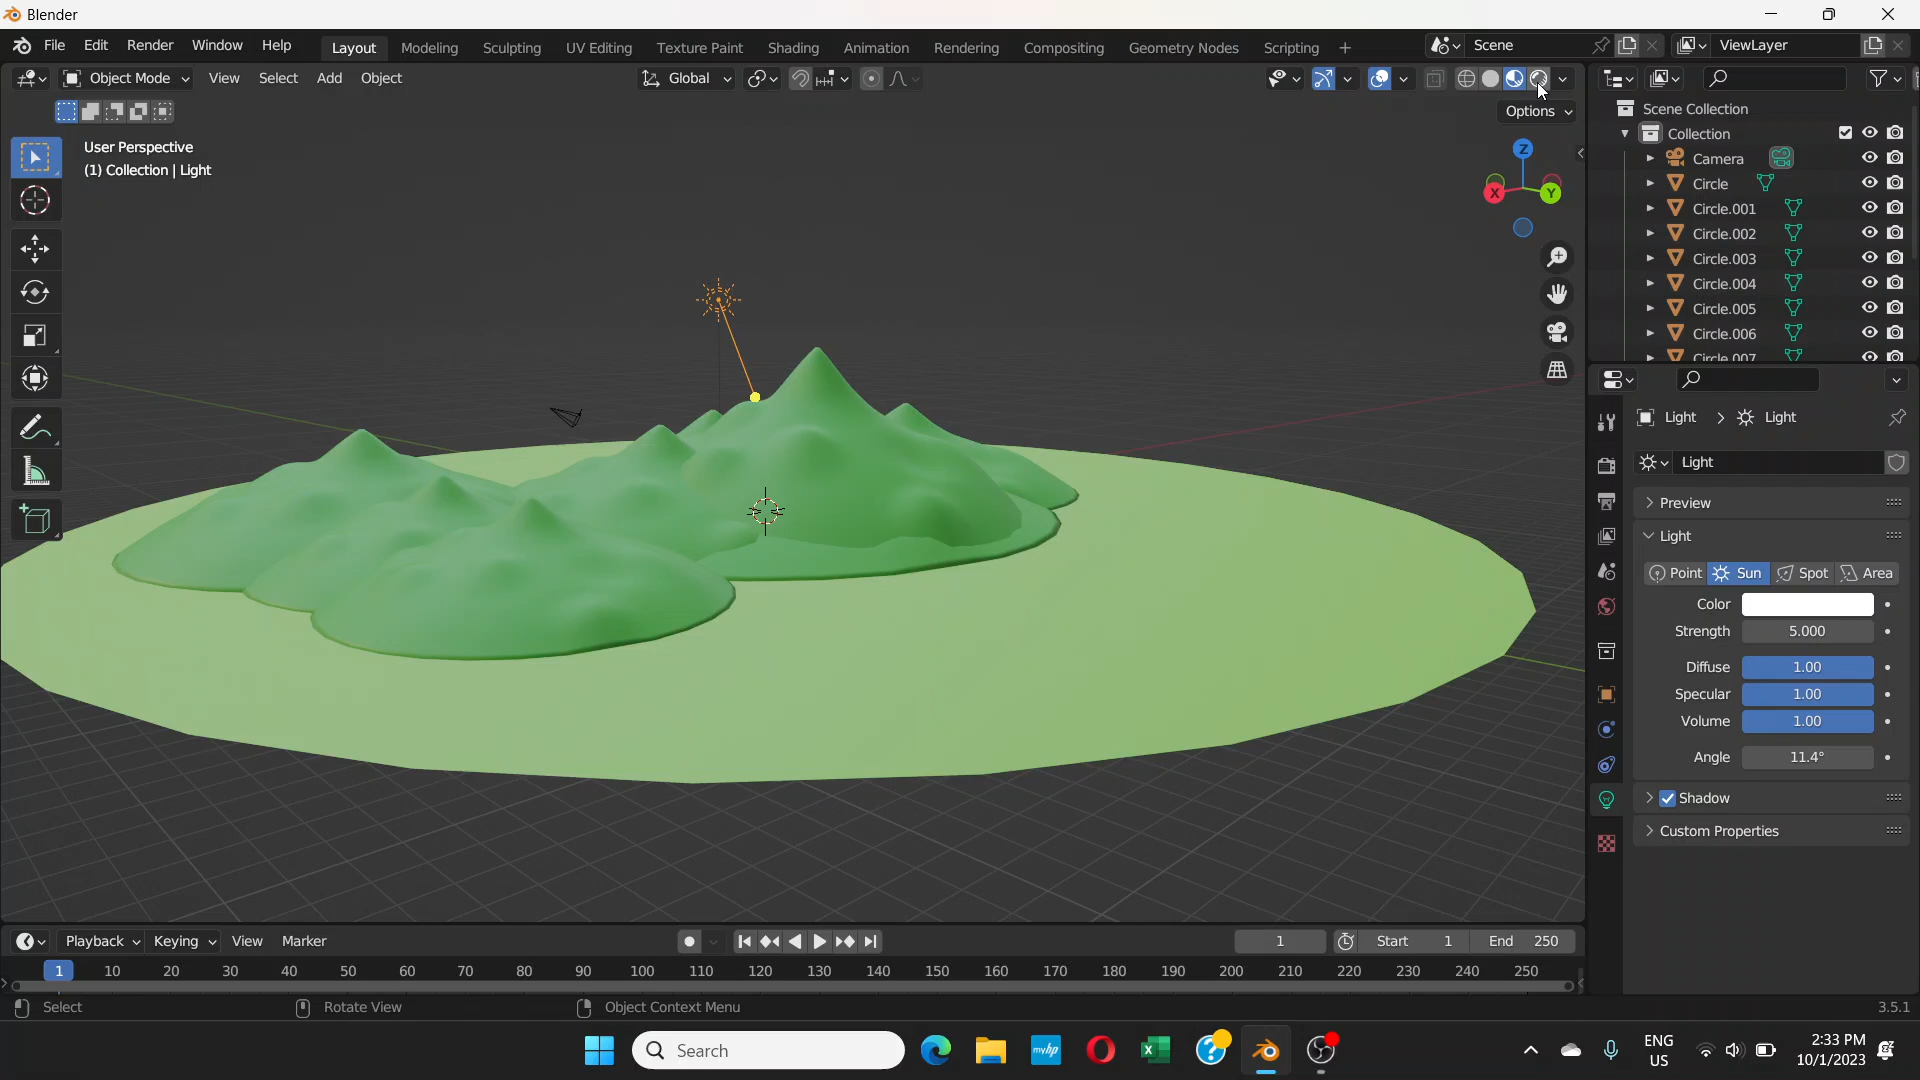 Blender
File Edit Render Window Help Layout Modeling Sculpting UV Editing Texture Paint Shading Animation Rendering Compositing Geometry Nodes Scripting + Scene ViewLayer
Object Mode View Select Add Object Global
Options
User Perspective
(1) Collection | Light
Z
X Y
Scene Collection
Collection
Camera
Circle
Circle.001
Circle.002
Circle.003
Circle.004
Circle.005
Circle.006
Circle.007
Light > Light
Light
Preview
Light
Point Sun Spot Area
Color
Strength 5.000
Diffuse 1.00
Specular 1.00
Volume 1.00
Angle 11.4°
Shadow
Custom Properties
Playback Keying View Marker 1 Start 1 End 250
1 10 20 30 40 50 60 70 80 90 100 110 120 130 140 150 160 170 180 190 200 210 220 230 240 250
Select Rotate View Object Context Menu 3.5.1
Search myhp ENG US 2:33 PM
10/1/2023